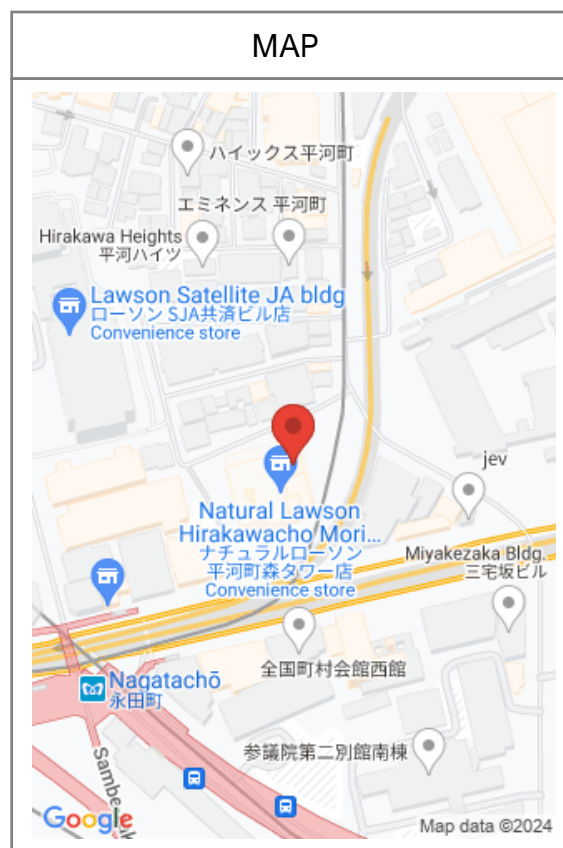 MAP
ハイックス平河町
エミネンス 平河町
Hirakawa Heights
平河ハイツ
Lawson Satellite JA bldg
ローソン SJA共済ビル店
Convenience store
jev
Natural Lawson
Hirakawacho Mori...
ナチュラルローソン
平河町森タワー店
Convenience store
Miyakezaka Bldg.
三宅坂ビル
全国町村会館西館
Nagatachō
永田町
参議院第二別館南棟
Google
Map data ©2024